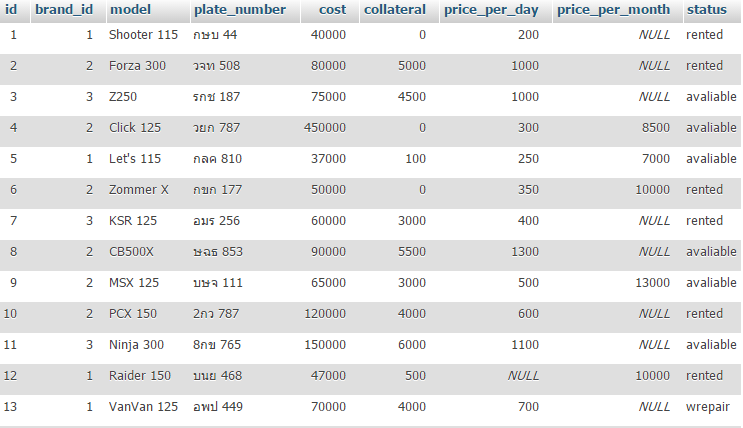 id brand_id model plate_number cost collateral price_per_day price_per_month status
1 1 Shooter 115 กษบ 44 40000 0 200 NULL rented
2 2 Forza 300 วจท 508 80000 5000 1000 NULL rented
3 3 Z250 รกช 187 75000 4500 1000 NULL avaliable
4 2 Click 125 วยก 787 450000 0 300 8500 avaliable
5 1 Let's 115 กลค 810 37000 100 250 7000 avaliable
6 2 Zommer X กขก 177 50000 0 350 10000 rented
7 3 KSR 125 อมร 256 60000 3000 400 NULL rented
8 2 CB500X ษฉธ 853 90000 5500 1300 NULL avaliable
9 2 MSX 125 บษจ 111 65000 3000 500 13000 avaliable
10 2 PCX 150 2กว 787 120000 4000 600 NULL rented
11 3 Ninja 300 8กข 765 150000 6000 1100 NULL avaliable
12 1 Raider 150 บนย 468 47000 500 NULL 10000 rented
13 1 VanVan 125 อพป 449 70000 4000 700 NULL wrepair